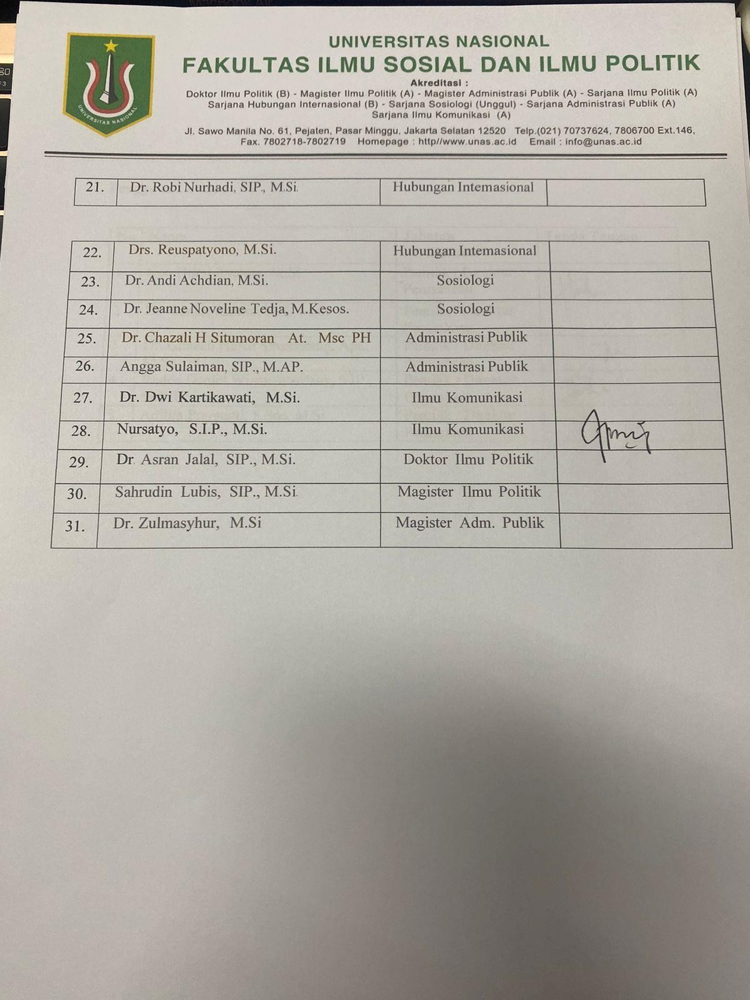 MacBook Air
UNIVERSITAS NASIONAL
UNIVERSITAS NASIONAL
FAKULTAS ILMU SOSIAL DAN ILMU POLITIK
Akreditasi :
Doktor Ilmu Politik (B) - Magister Ilmu Politik (A) - Magister Administrasi Publik (A) - Sarjana Ilmu Politik (A)
Sarjana Hubungan Internasional (B) - Sarjana Sosiologi (Unggul) - Sarjana Administrasi Publik (A)
Sarjana Ilmu Komunikasi (A)
Jl. Sawo Manila No. 61, Pejaten, Pasar Minggu, Jakarta Selatan 12520 Telp.(021) 70737624, 7806700 Ext.146,
Fax. 7802718-7802719 Homepage : http//www.unas.ac.id Email : info@unas.ac.id
21. Dr. Robi Nurhadi, SIP., M.Si. Hubungan Intemasional
22. Drs. Reuspatyono, M.Si. Hubungan Intemasional
23. Dr. Andi Achdian, M.Si. Sosiologi
24. Dr. Jeanne Noveline Tedja, M.Kesos. Sosiologi
25. Dr. Chazali H Situmoran At. Msc PH Administrasi Publik
26. Angga Sulaiman, SIP., M.AP. Administrasi Publik
27. Dr. Dwi Kartikawati, M.Si. Ilmu Komunikasi
28. Nursatyo, S.I.P., M.Si. Ilmu Komunikasi
29. Dr. Asran Jalal, SIP., M.Si. Doktor Ilmu Politik
30. Sahrudin Lubis, SIP., M.Si. Magister Ilmu Politik
31. Dr. Zulmasyhur, M.Si Magister Adm. Publik